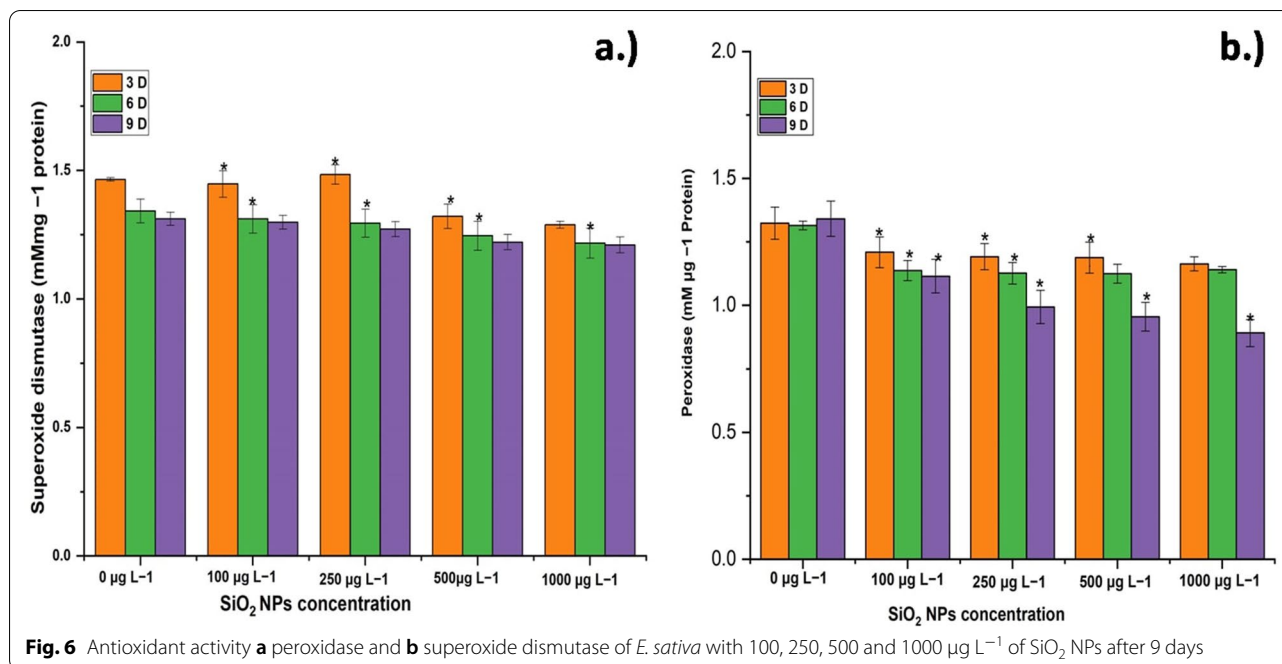 a.)
2.0
1.5
1.0
0.5
0.0
Superoxide dismutase (mMmg −1 protein)
3 D
6 D
9 D
*
*
*
*
*
*
*
0 µg L−1
100 µg L−1
250 µg L−1
500µg L−1
1000 µg L−1
SiO2 NPs concentration
b.)
2.0
1.5
1.0
0.5
0.0
Peroxidase (mM µg −1 Protein)
3 D
6 D
9 D
*
*
*
*
*
*
*
*
*
0 µg L−1
100 µg L−1
250 µg L−1
500 µg L−1
1000 µg L−1
SiO2 NPs concentration
Fig. 6 Antioxidant activity a peroxidase and b superoxide dismutase of E. sativa with 100, 250, 500 and 1000 µg L−1 of SiO2 NPs after 9 days